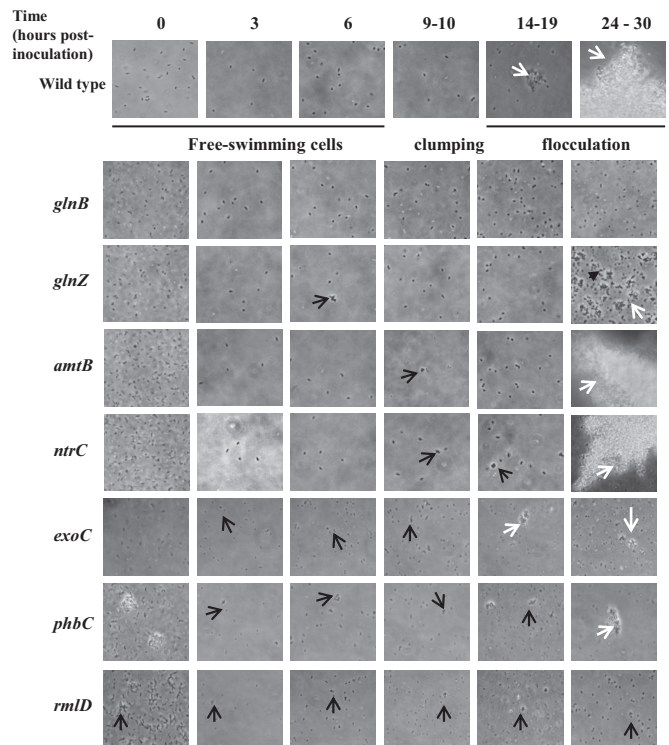 Time
(hours post-
inoculation)
0 3 6 9-10 14-19 24 - 30
Wild type
Free-swimming cells clumping flocculation
glnB
glnZ
amtB
ntrC
exoC
phbC
rmlD